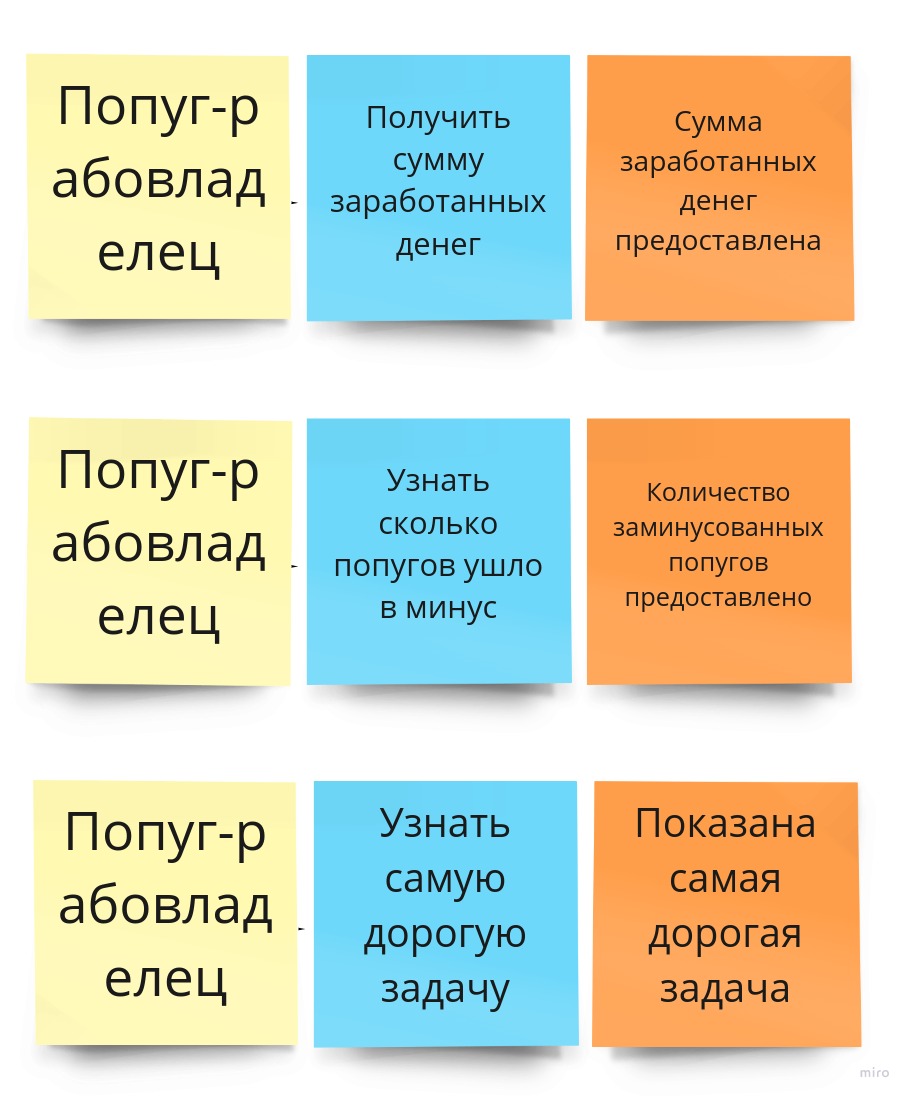 Попуг-р
абовлад
елец
Получить
сумму
заработанных
денег
Сумма
заработанных
денег
предоставлена
Попуг-р
абовлад
елец
Узнать
сколько
попугов ушло
в минус
Количество
заминусованных
попугов
предоставлено
Попуг-р
абовлад
елец
Узнать
самую
дорогую
задачу
Показана
самая
дорогая
задача
miro